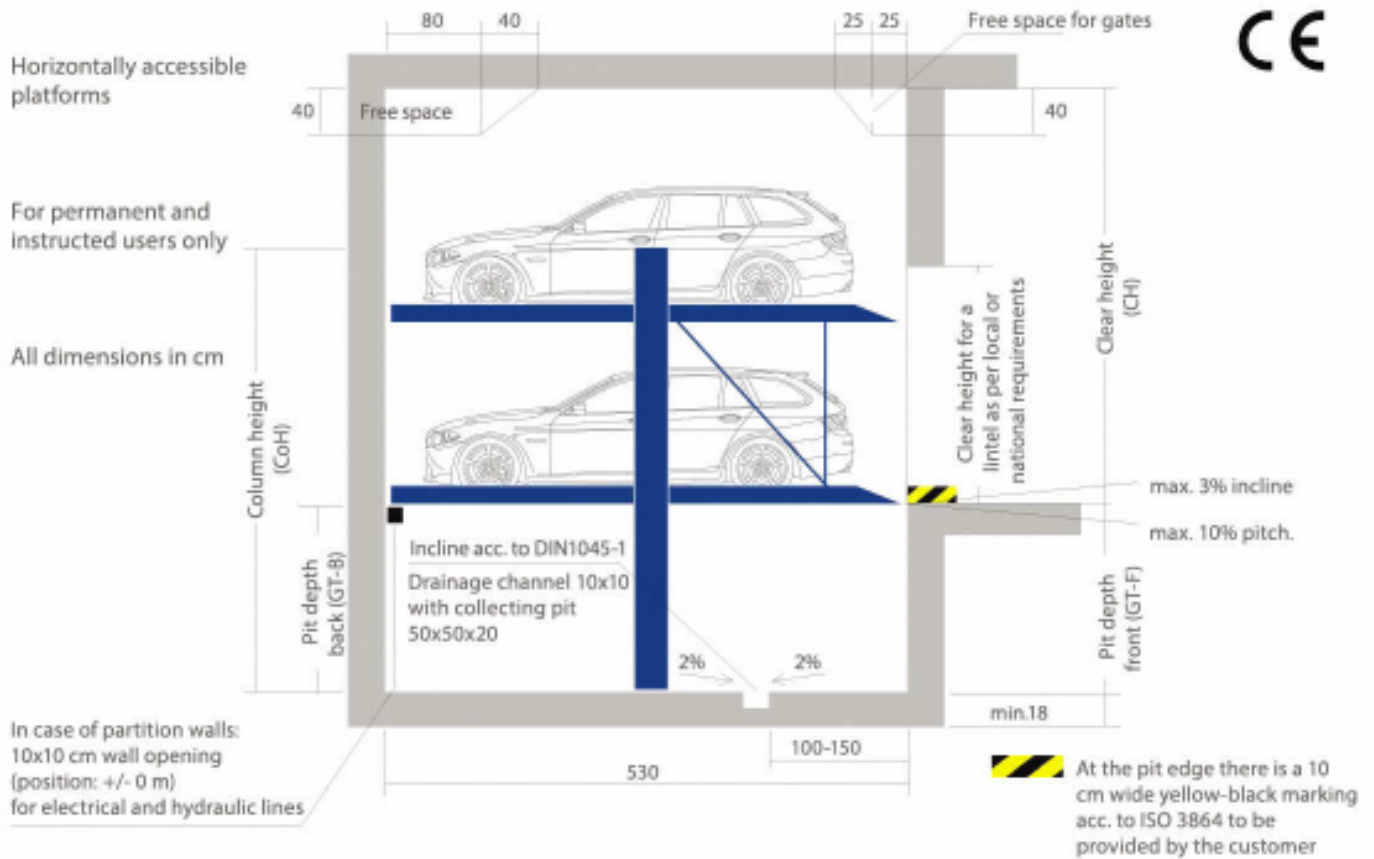 80
40
25
25
Free space for gates
CE
Horizontally accessible
platforms
40
Free space
40
For permanent and
instructed users only
All dimensions in cm
Column height
(CoH)
Clear height for a
lintel as per local or
national requirements
Clear height
(CH)
max. 3% incline
max. 10% pitch.
Incline acc. to DIN1045-1
Drainage channel 10x10
with collecting pit
50x50x20
Pit depth
back (GT-B)
Pit depth
front (GT-F)
2%
2%
min.18
In case of partition walls:
10x10 cm wall opening
(position: +/- 0 m)
for electrical and hydraulic lines
100-150
530
At the pit edge there is a 10
cm wide yellow-black marking
acc. to ISO 3864 to be
provided by the customer